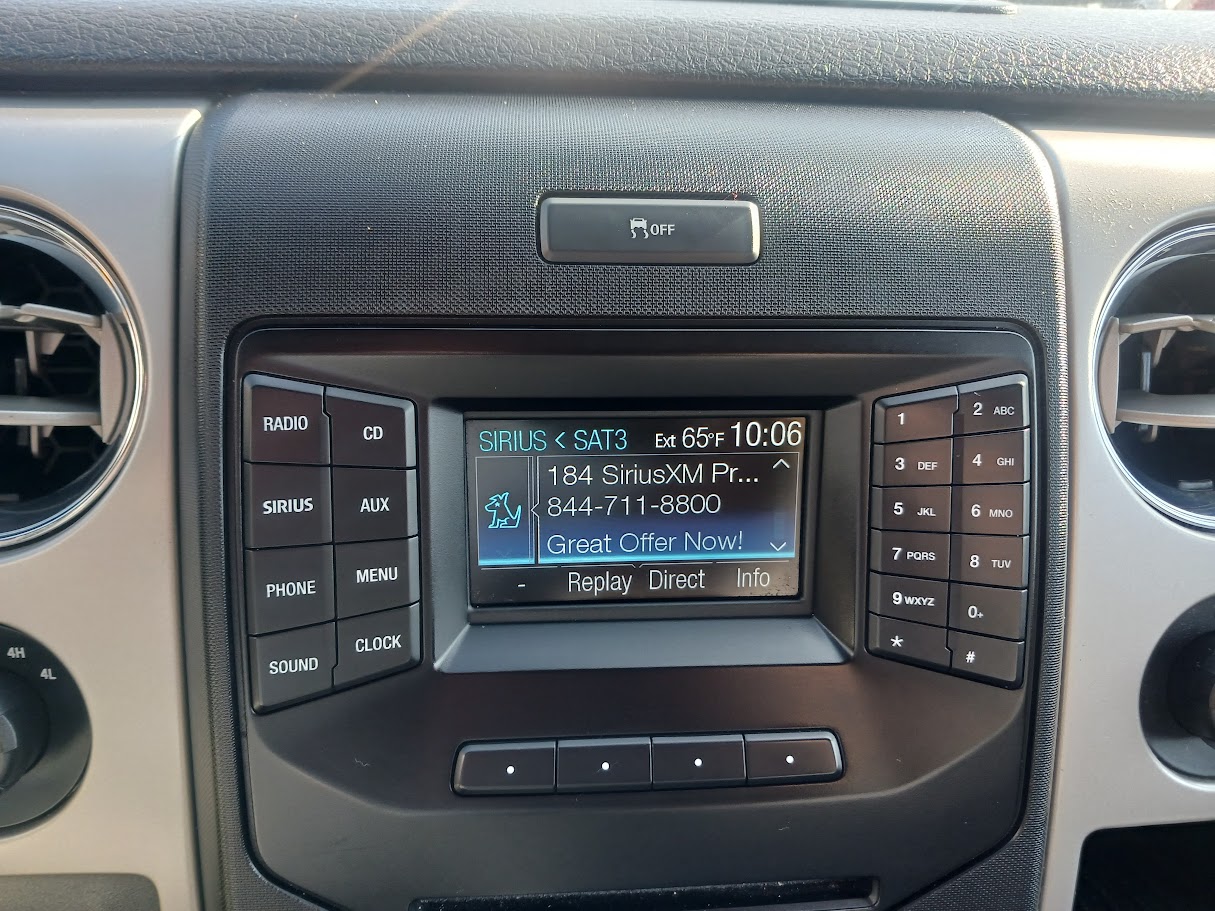 OFF
RADIO
CD
SIRIUS
AUX
PHONE
MENU
SOUND
CLOCK
SIRIUS < SAT3 Ext 65°F 10:06
184 SiriusXM Pr...
844-711-8800
Great Offer Now!
- Replay Direct Info
1
2 ABC
3 DEF
4 GHI
5 JKL
6 MNO
7 PQRS
8 TUV
9 WXYZ
0+
*
#
4H
4L